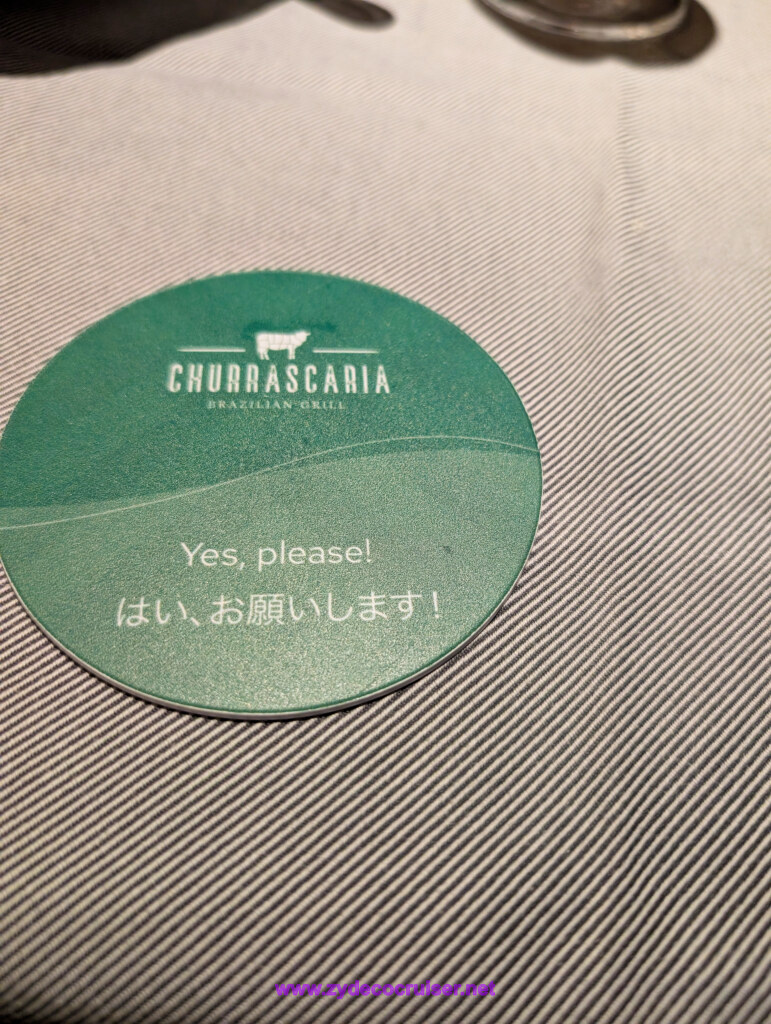 CHURRASCARIA
BRAZILIAN GRILL
Yes, please!
はい、お願いします!
www.zydecocruiser.net